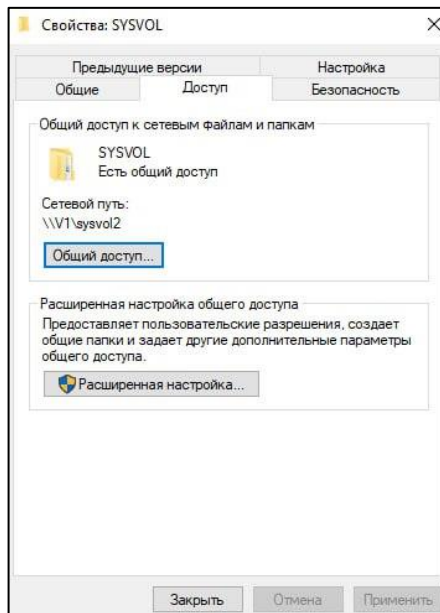 Свойства: SYSVOL
Предыдущие версии
Настройка
Общие
Доступ
Безопасность
Общий доступ к сетевым файлам и папкам
SYSVOL
Есть общий доступ
Сетевой путь:
\\V1\sysvol2
Общий доступ...
Расширенная настройка общего доступа
Предоставляет пользовательские разрешения, создает
общие папки и задает другие дополнительные параметры
общего доступа.
Расширенная настройка...
Закрыть
Отмена
Применить